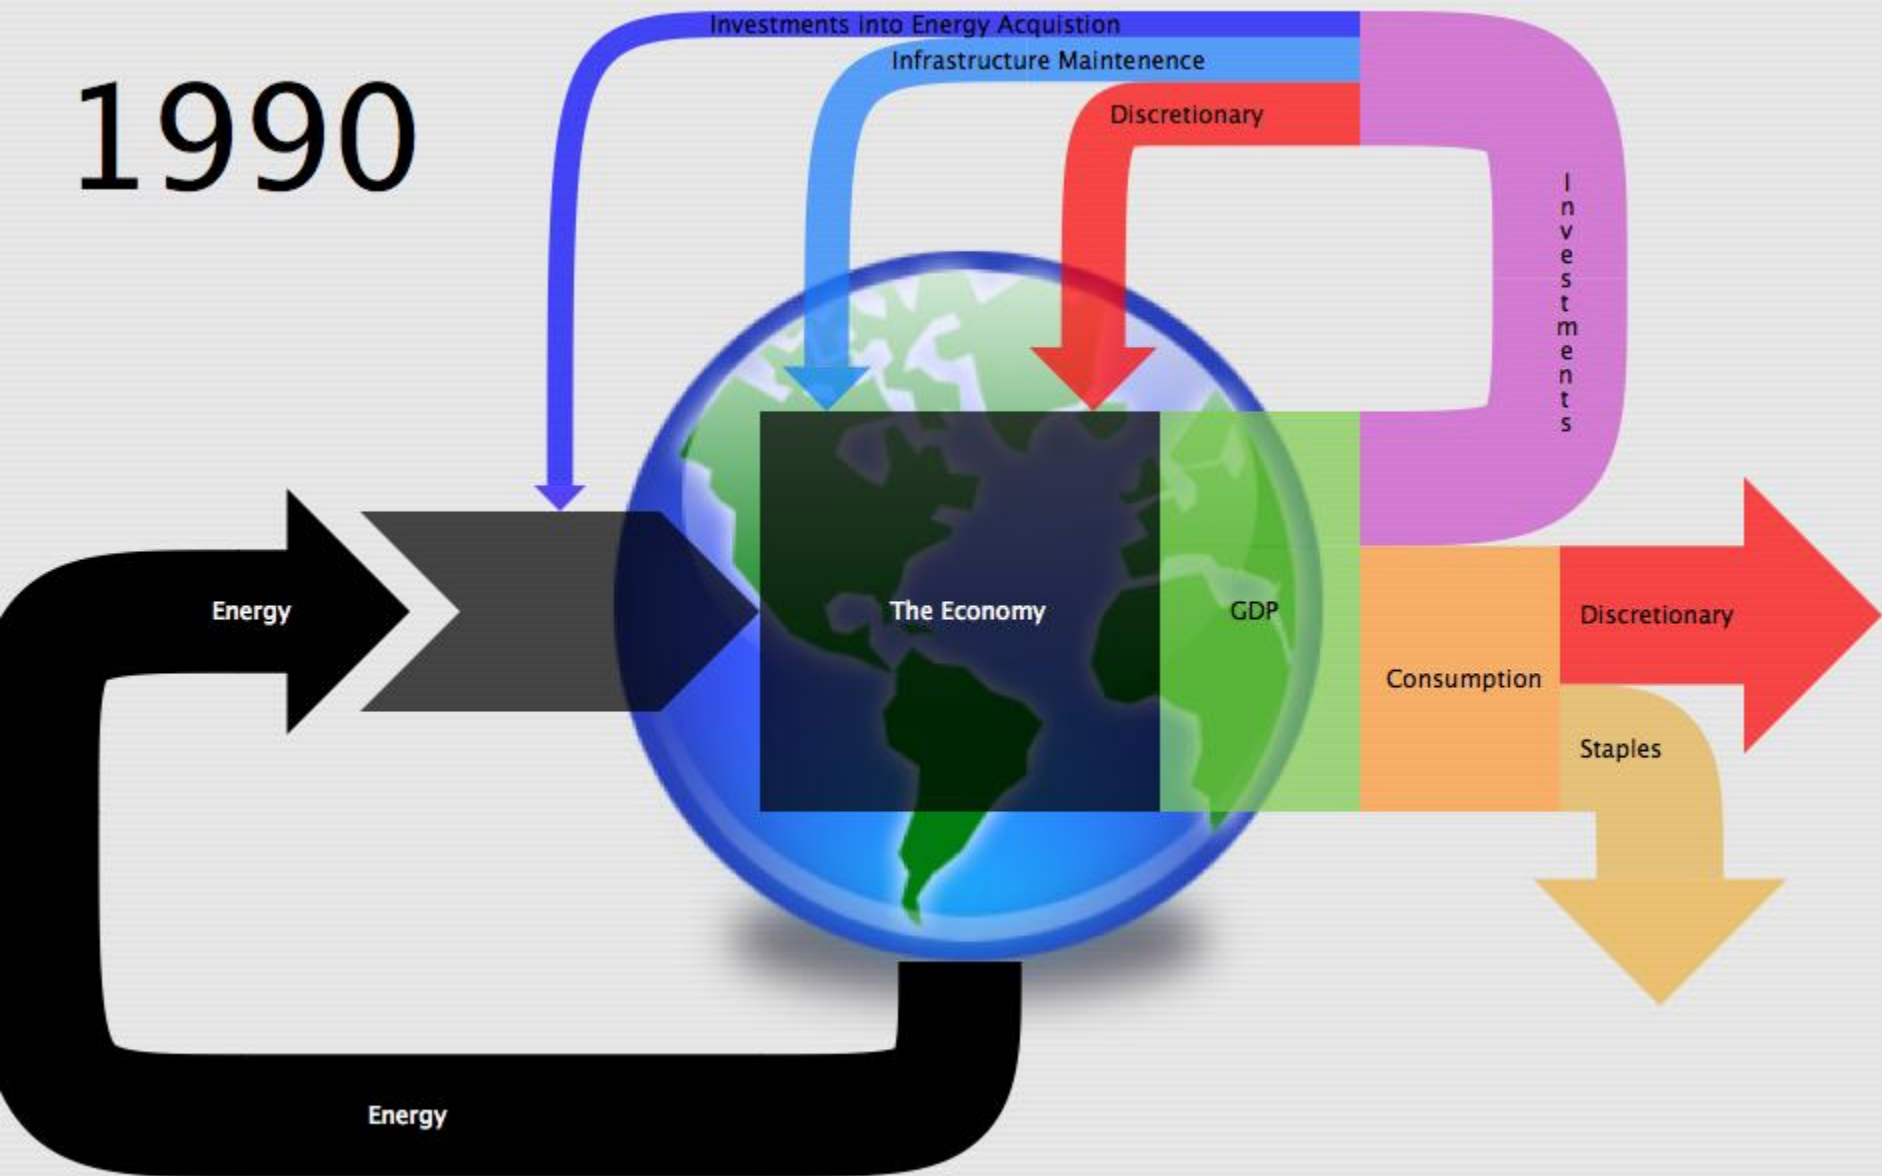 1990
Investments into Energy Acquistion
Infrastructure Maintenence
Discretionary
Investments
Energy
The Economy
GDP
Consumption
Discretionary
Staples
Energy